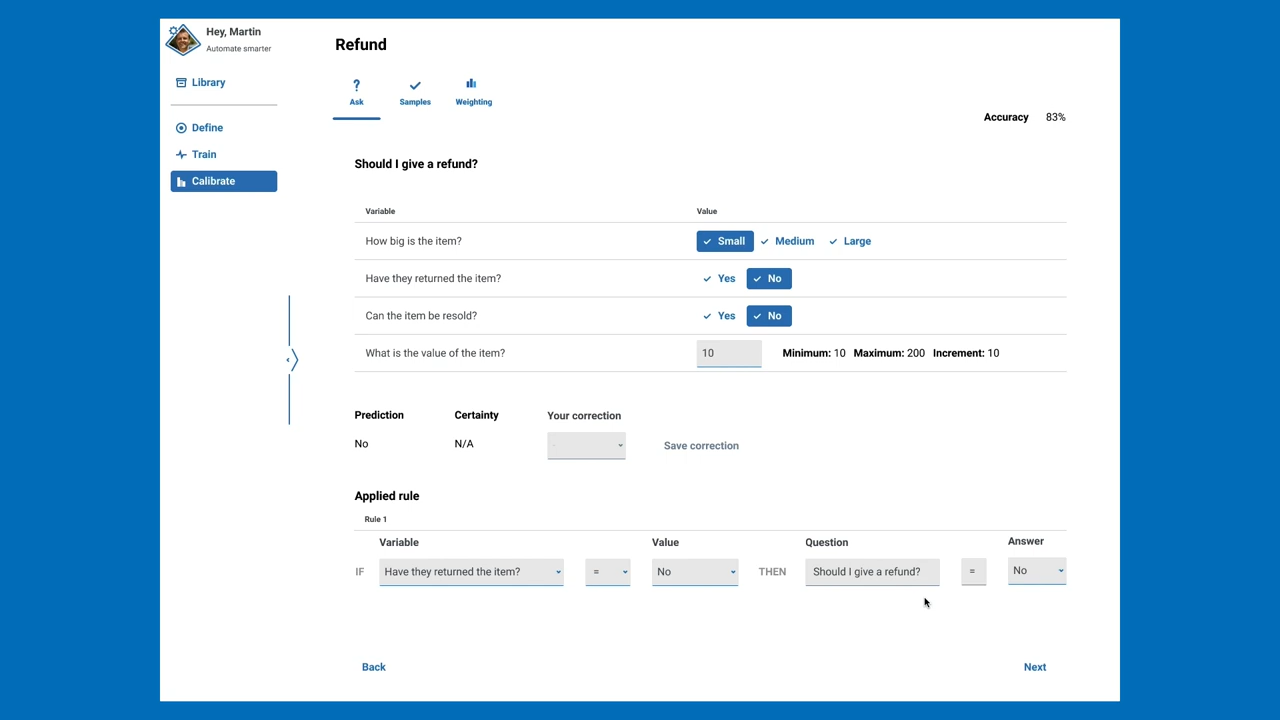 Hey, Martin
Automate smarter
Refund
Library
? 
Ask
Samples
Weighting
Accuracy 83%
Define
Train
Calibrate
Should I give a refund?
Variable Value
How big is the item? Small Medium Large
Have they returned the item? Yes No
Can the item be resold? Yes No
What is the value of the item? 10 Minimum: 10 Maximum: 200 Increment: 10
Prediction Certainty Your correction
No N/A - Save correction
Applied rule
Rule 1
Variable Value Question Answer
IF Have they returned the item? = No THEN Should I give a refund? = No
Back Next